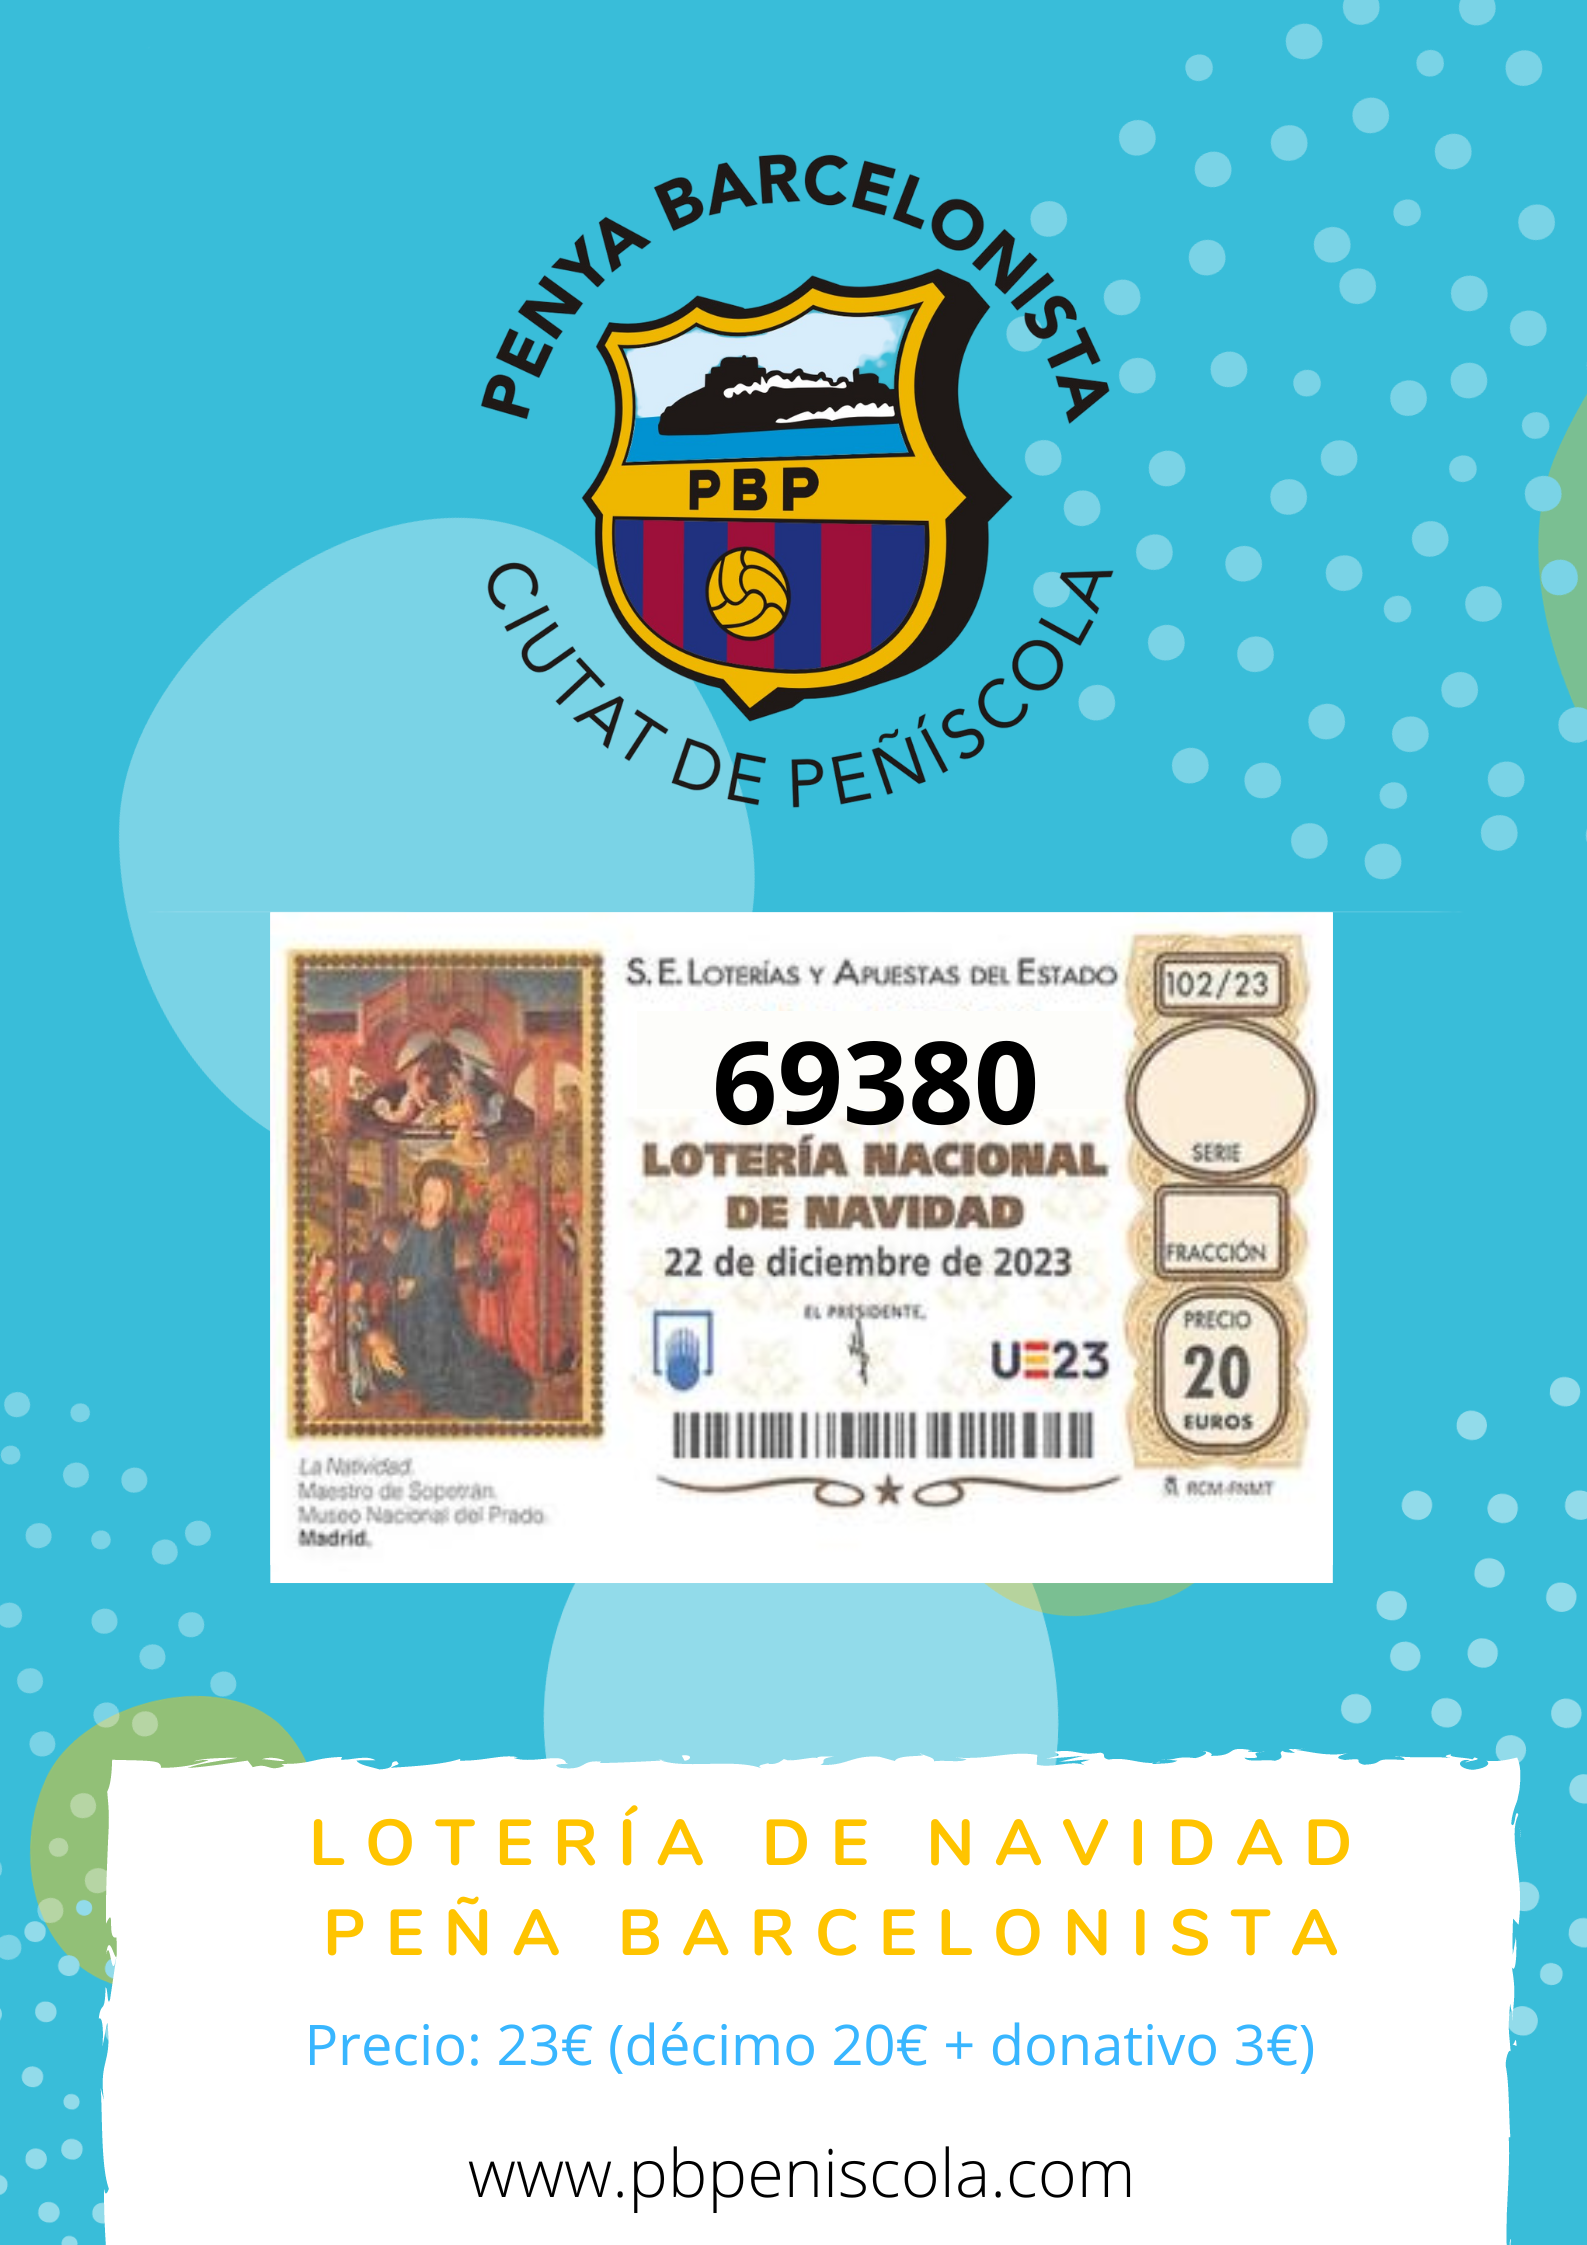 PENYA BARCELONISTA
PBP
CIUTAT DE PEÑÍSCOLA
S.E. LOTERÍAS Y APUESTAS DEL ESTADO
102/23
69380
LOTERÍA NACIONAL
DE NAVIDAD
22 de diciembre de 2023
SERIE
FRACCIÓN
EL PRESIDENTE,
UE23
PRECIO
20
EUROS
La Natividad.
Maestro de Sopetrán.
Museo Nacional del Prado.
Madrid.
RCM-FNMT
LOTERÍA DE NAVIDAD
PEÑA BARCELONISTA
Precio: 23€ (décimo 20€ + donativo 3€)
www.pbpeniscola.com